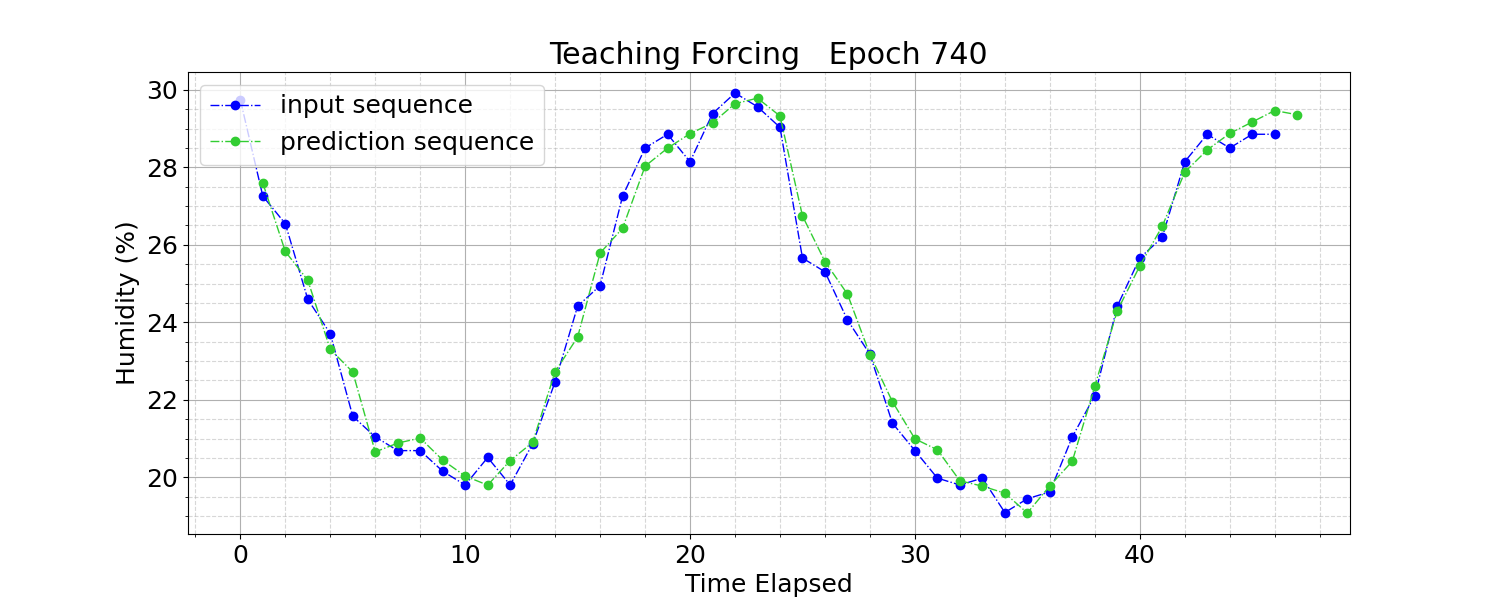 Teaching Forcing   Epoch 740
input sequence
prediction sequence
Humidity (%)
30
28
26
24
22
20
0 10 20 30 40
Time Elapsed